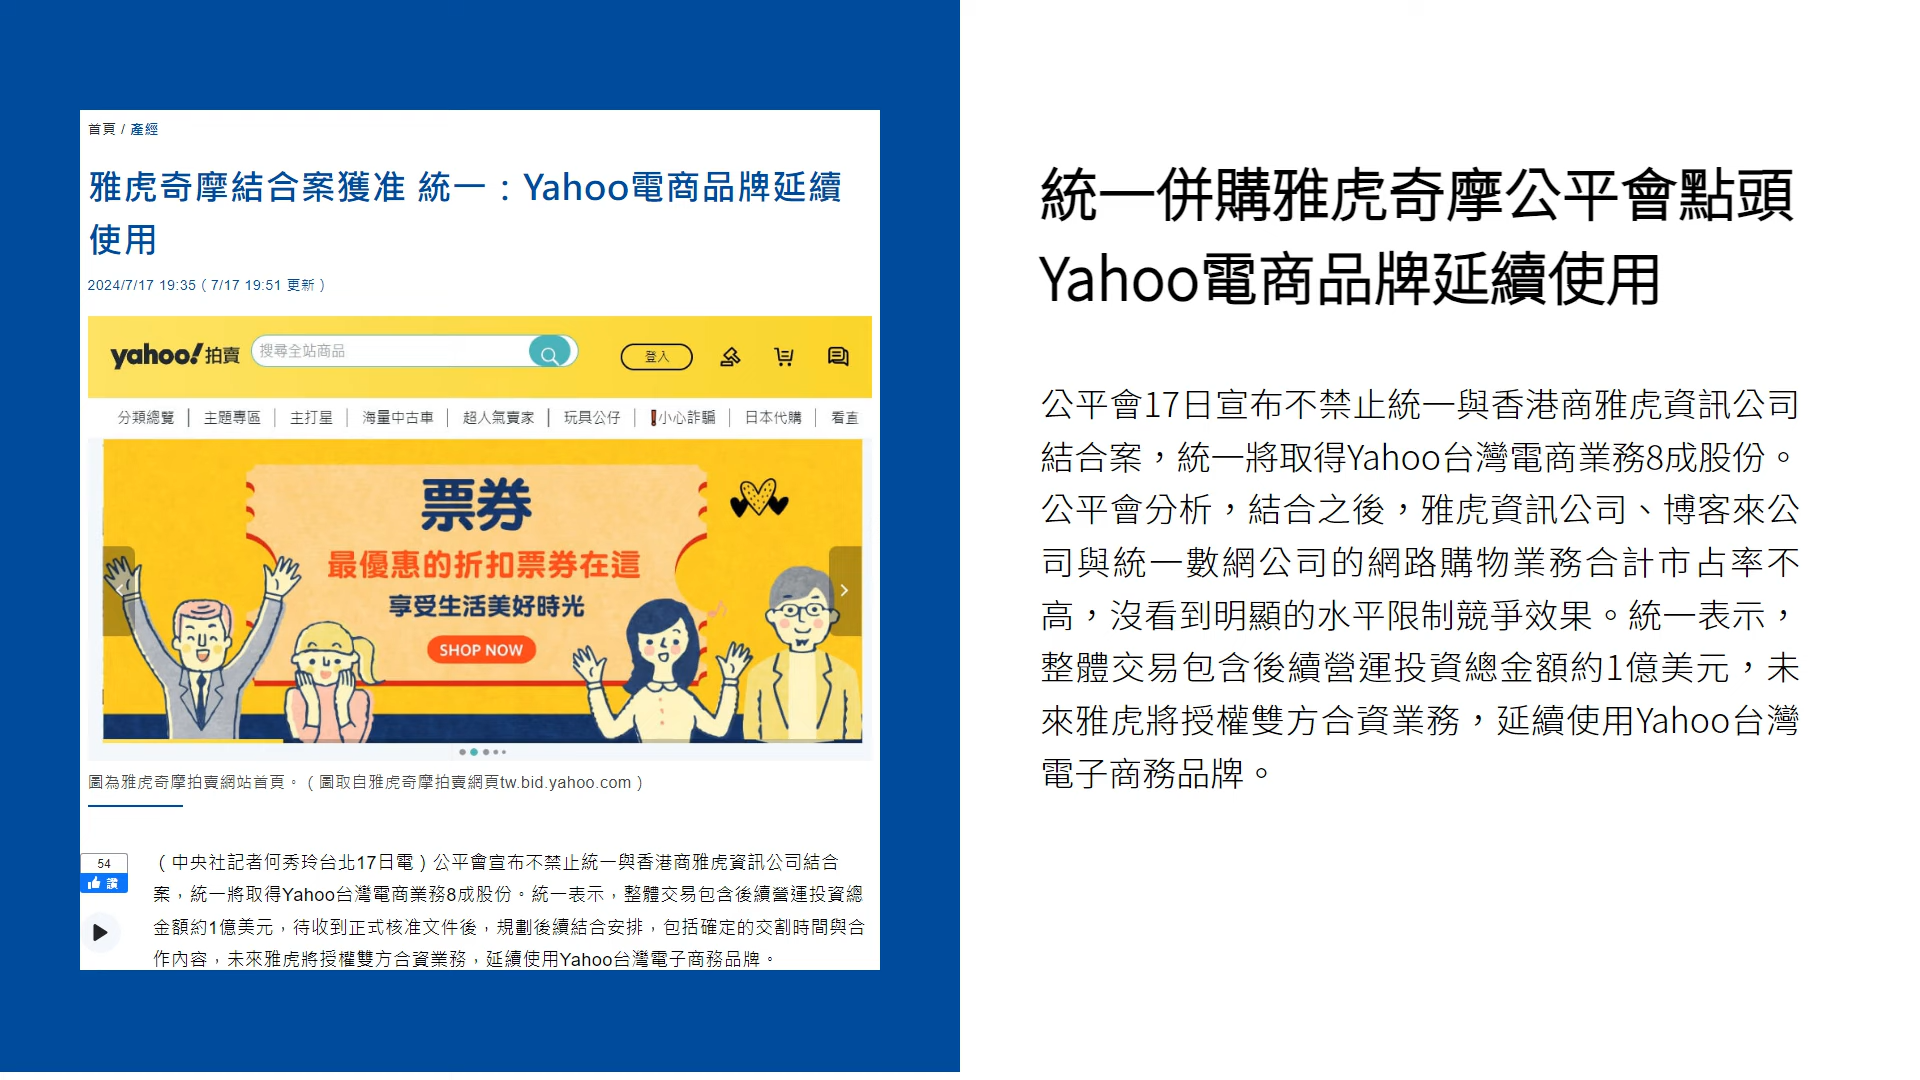 首頁 / 產經
雅虎奇摩結合案獲准 統一：Yahoo電商品牌延續
使用
2024/7/17 19:35（7/17 19:51 更新）
yahoo!拍賣
搜尋全站商品
登入
分類總覽 | 主題專區 | 主打星 | 海量中古車 | 超人氣賣家 | 玩具公仔 | ❗小心詐騙 | 日本代購 | 看直
票券
最優惠的折扣票券在這
享受生活美好時光
SHOP NOW
圖為雅虎奇摩拍賣網站首頁。（圖取自雅虎奇摩拍賣網頁tw.bid.yahoo.com）
54
讚
（中央社記者何秀玲台北17日電）公平會宣布不禁止統一與香港商雅虎資訊公司結合
案，統一將取得Yahoo台灣電商業務8成股份。統一表示，整體交易包含後續營運投資總
金額約1億美元，待收到正式核准文件後，規劃後續結合安排，包括確定的交割時間與合
作內容，未來雅虎將授權雙方合資業務，延續使用Yahoo台灣電子商務品牌。
統一併購雅虎奇摩公平會點頭
Yahoo電商品牌延續使用
公平會17日宣布不禁止統一與香港商雅虎資訊公司
結合案，統一將取得Yahoo台灣電商業務8成股份。
公平會分析，結合之後，雅虎資訊公司、博客來公
司與統一數網公司的網路購物業務合計市占率不
高，沒看到明顯的水平限制競爭效果。統一表示，
整體交易包含後續營運投資總金額約1億美元，未
來雅虎將授權雙方合資業務，延續使用Yahoo台灣
電子商務品牌。